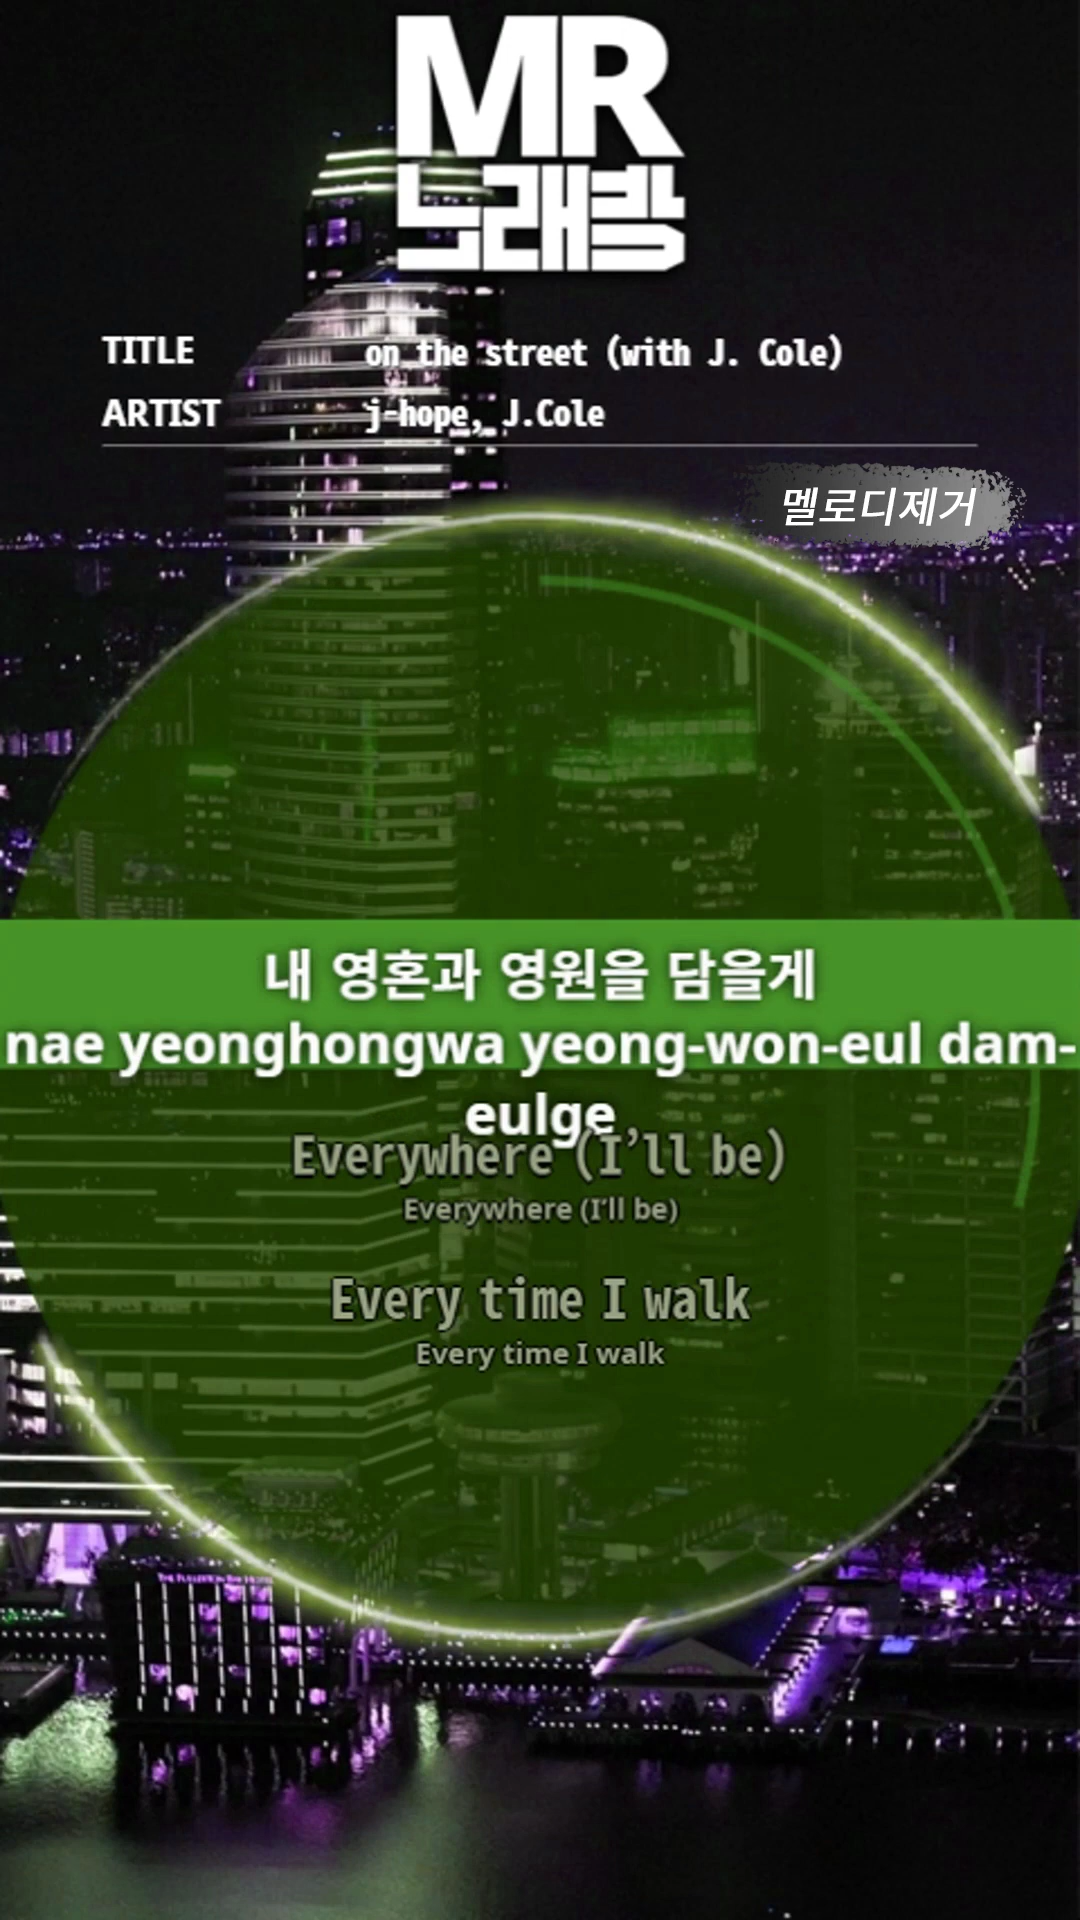 MR
노래방
TITLE on the street (with J. Cole)
ARTIST j-hope, J.Cole
멜로디제거
내 영혼과 영원을 담을게
nae yeonghongwa yeong-won-eul dam-
eulge
Everywhere (I’ll be)
Everywhere (I’ll be)
Every time I walk
Every time I walk